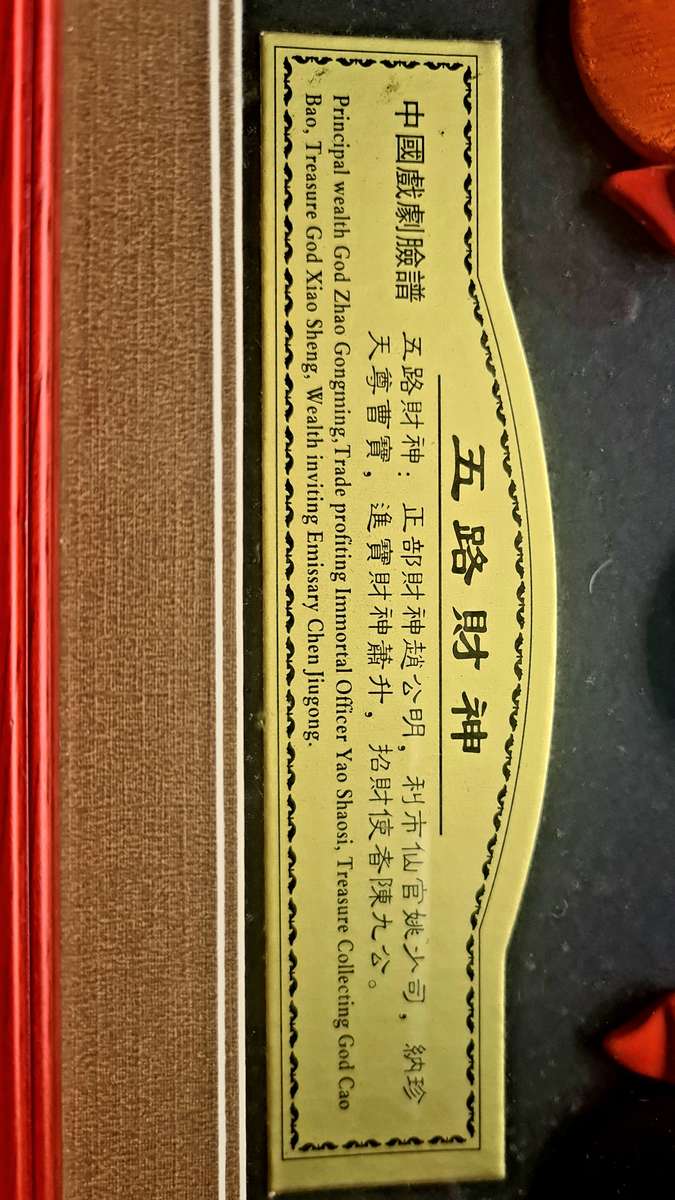 五路財神
中國戲劇臉譜 五路財神：正部財神趙公明，利市仙官姚少司，納珍
天尊曹寶，進寶財神蕭升，招財使者陳九公。
Principal wealth God Zhao Gongming,Trade profiting Immortal Officer Yao Shaosi, Treasure Collecting God Cao
Bao, Treasure God Xiao Sheng, Wealth inviting Emissary Chen Jiugong.